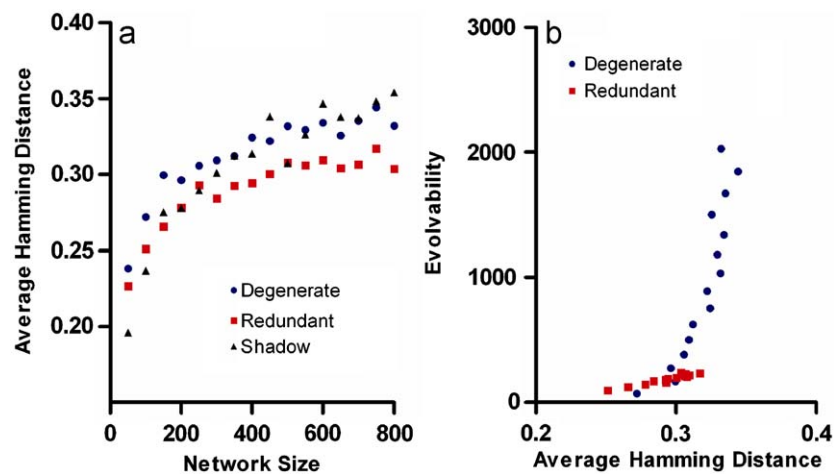 a
Average Hamming Distance
0.40
0.35
0.30
0.25
0.20
Degenerate
Redundant
Shadow
0 200 400 600 800
Network Size
b
Evolvability
3000
2000
1000
0
Degenerate
Redundant
0.2 0.3 0.4
Average Hamming Distance